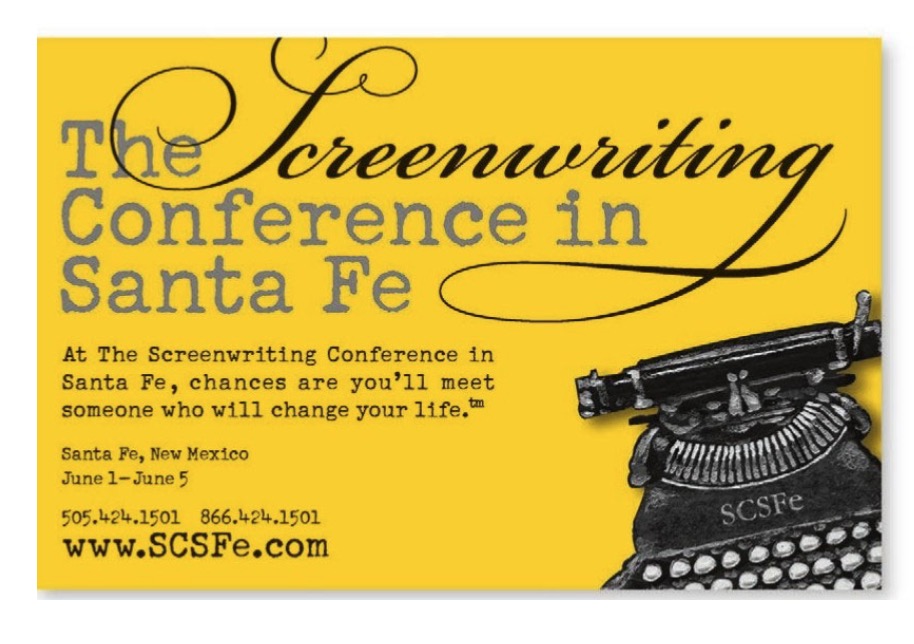 The Screenwriting
Conference in
Santa Fe
At The Screenwriting Conference in
Santa Fe, chances are you'll meet
someone who will change your life.tm
Santa Fe, New Mexico
June 1-June 5
505.424.1501 866.424.1501
www.SCSFe.com
SCSFe